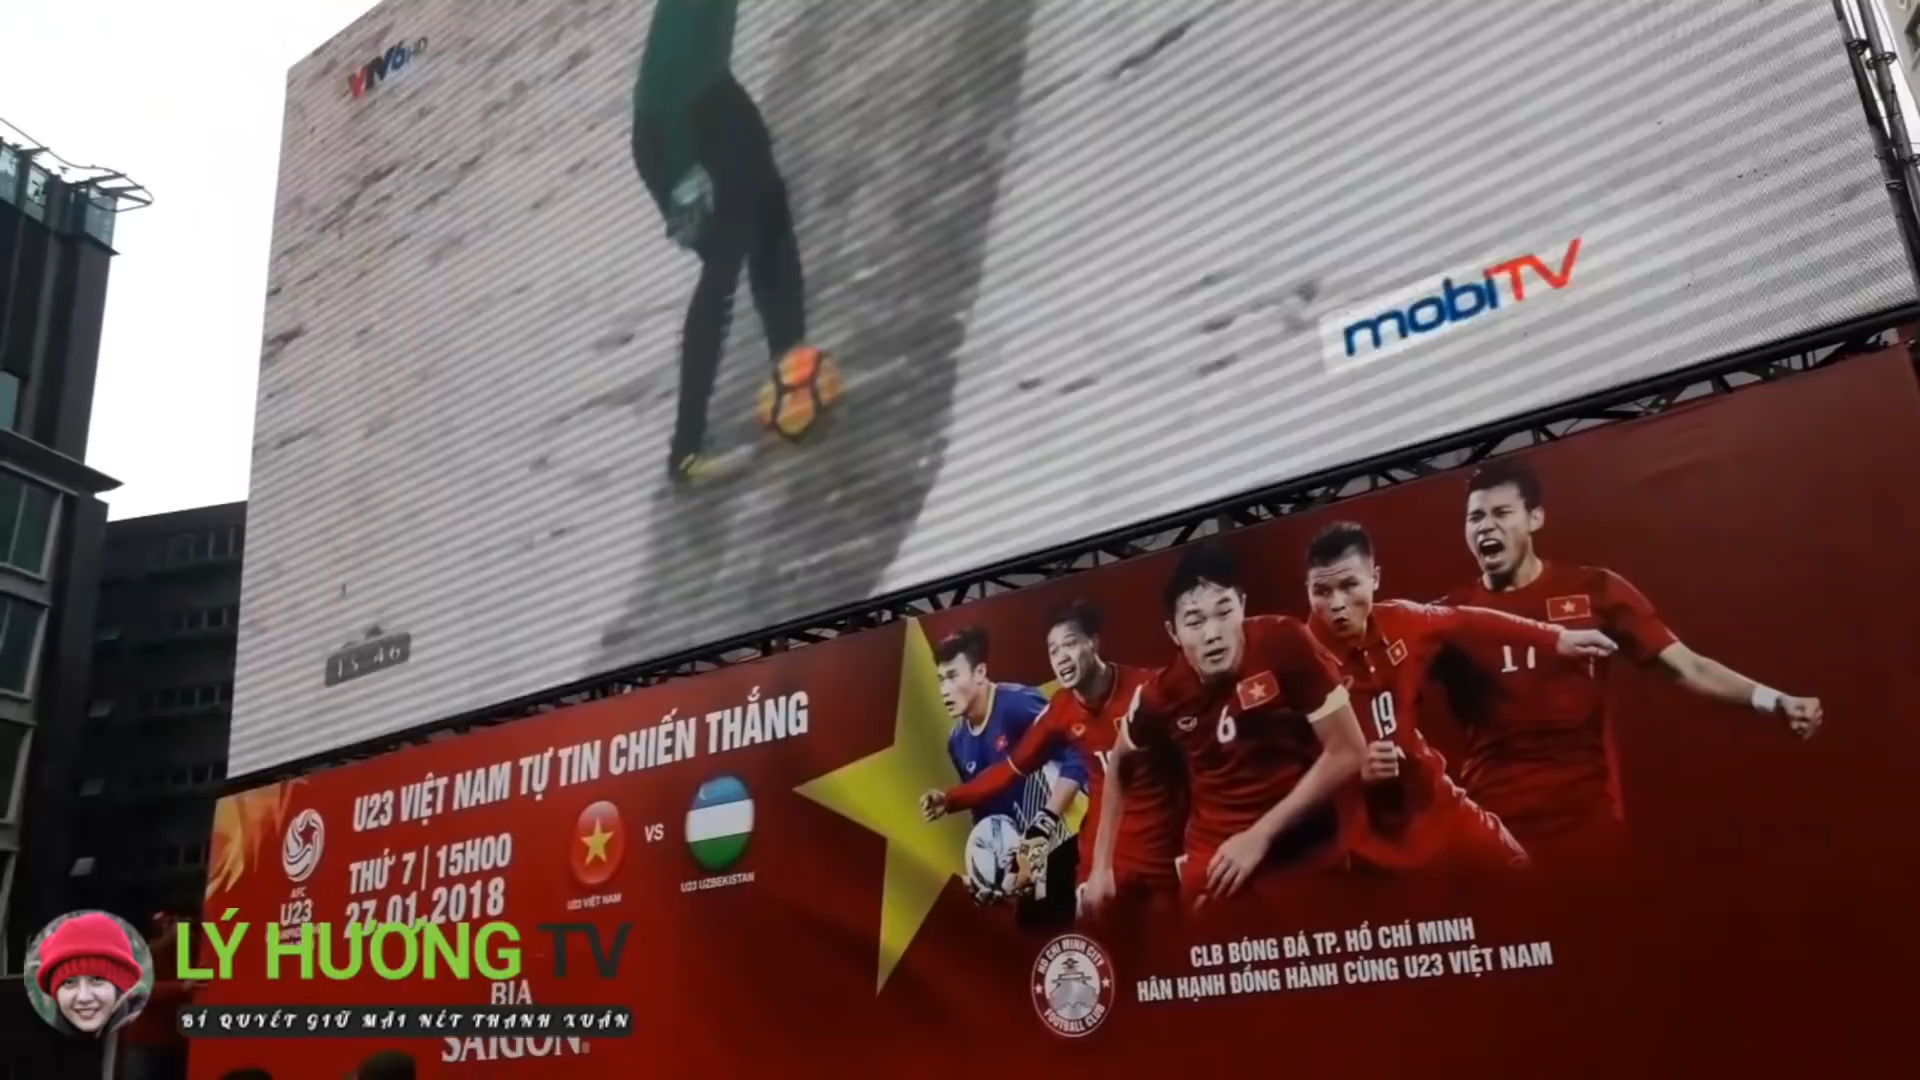 VTV6HD
mobiTV
15 46
U23 VIỆT NAM TỰ TIN CHIẾN THẮNG
AFC
U23
THỨ 7 | 15H00
27.01.2018
U23 VIỆT NAM
VS
U23 UZBEKISTAN
6
19
11
HO CHI MINH CITY
FOOTBALL CLUB
CLB BÓNG ĐÁ TP. HỒ CHÍ MINH
HÂN HẠNH ĐỒNG HÀNH CÙNG U23 VIỆT NAM
LÝ HƯƠNG TV
BÍ QUYẾT GIỮ MÃI NÉT THANH XUÂN
BIA
SAIGON.